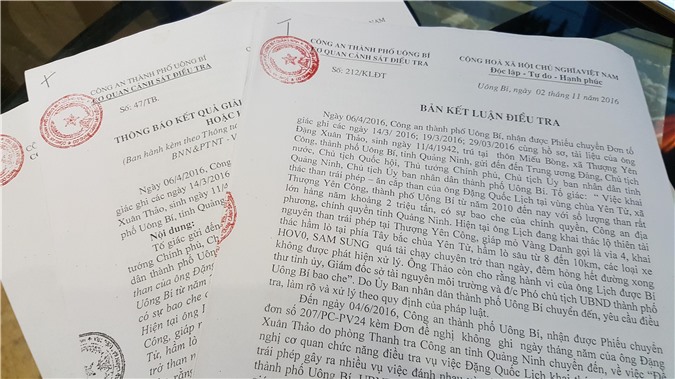 CÔNG AN THÀNH PHỐ UÔNG BÍ
CƠ QUAN CẢNH SÁT ĐIỀU TRA
Số: 212/KLĐT
CỘNG HOÀ XÃ HỘI CHỦ NGHĨA VIỆT NAM
Độc lập - Tự do - Hạnh phúc
Uông Bí, ngày 02 tháng 11 năm 2016
BẢN KẾT LUẬN ĐIỀU TRA
Ngày 06/4/2016, Công an thành phố Uông Bí, nhận được Phiếu chuyển Đơn tố
giác ghi các ngày 14/3/ 2016; 19/3/2016; 29/03/2016 cùng hồ sơ, tài liệu của ông
Đặng Xuân Thảo, sinh ngày 11/4/1942, trú tại thôn Miếu Bòng, xã Thượng Yên
Công, thành phố Uông Bí, tỉnh Quảng Ninh, gửi đến Trung ương Đảng, Chủ tịch
nước, Chủ tịch Quốc hội, Thủ tướng Chính phủ, Chủ tịch Ủy ban nhân dân tỉnh
Quảng Ninh, Chủ tịch Ủy ban nhân dân thành phố Uông Bí. Tố giác: - Việc khai
thác than trái phép – ăn cắp than của ông Đặng Quốc Lịch tại vùng chùa Yên Tử, xã
Thượng Yên Công, thành phố Uông Bí từ năm 2010 đến nay với số lượng than rất
lớn hàng năm khoảng 2 triệu tấn, có sự bao che của chính quyền, Công an địa
phương, chính quyền tỉnh Quảng Ninh. Hiện tại ông Lịch đang khai thác lộ thiên tài
nguyên than trái phép tại Thượng Yên Công, giáp mỏ Vàng Danh gọi là via 4, khai
thác hầm lò tại phía Tây bắc chùa Yên Tử, hầm lò sâu từ 8 đến 10km, các loại xe
HOVO, SAM SUNG quá tải chạy chuyên trở than ngày, đêm hỏng hết đường xong
không được phát hiện xử lý. Ông Thảo còn cho rằng hành vi của ông Lịch được Bí
thư tỉnh ủy, Giám đốc sở tài nguyên môi trường và đ/c Phó chủ tịch UBND thành phố
Uông Bí bao che”. Do Ủy Ban nhân dân thành phố Uông Bí chuyển đến, yêu cầu điều
tra, làm rõ và xử lý theo quy định của pháp luật.
Đến ngày 04/6/2016, Công an thành phố Uông Bí, nhận được Phiếu chuyển
đơn số 207/PC-PV24 kèm Đơn đề nghị không ghi ngày tháng năm của ông Đặng
Xuân Thảo do phòng Thanh tra Công an tỉnh Quảng Ninh chuyển đến, về việc “Đề
nghị cơ quan chức năng điều tra vụ việc Đặng Quốc Lịch khai
trái phép gây ra nhiều vụ việc đánh nhau
CÔNG AN THÀNH PHỐ UÔNG BÍ
CƠ QUAN CẢNH SÁT ĐIỀU TRA
Số: 47/TB.
THÔNG BÁO KẾT QUẢ GIẢ
HOẶC
(Ban hành kèm theo Thông
BNN&PTNT - V
Ngày 06/4
giác ghi các ngày 14/3/2016
Xuân Thảo, sinh ngày 11/4
phố Uông Bí, tỉnh Quảng
Nội dung:
Tố giác gửi đến
tướng Chính phủ, Chủ
dân thành phố Uông
than của ông Đặng
Uông Bí từ năm
có sự bao che
Hiện tại ông
Công, giáp
Tử, hầm lò